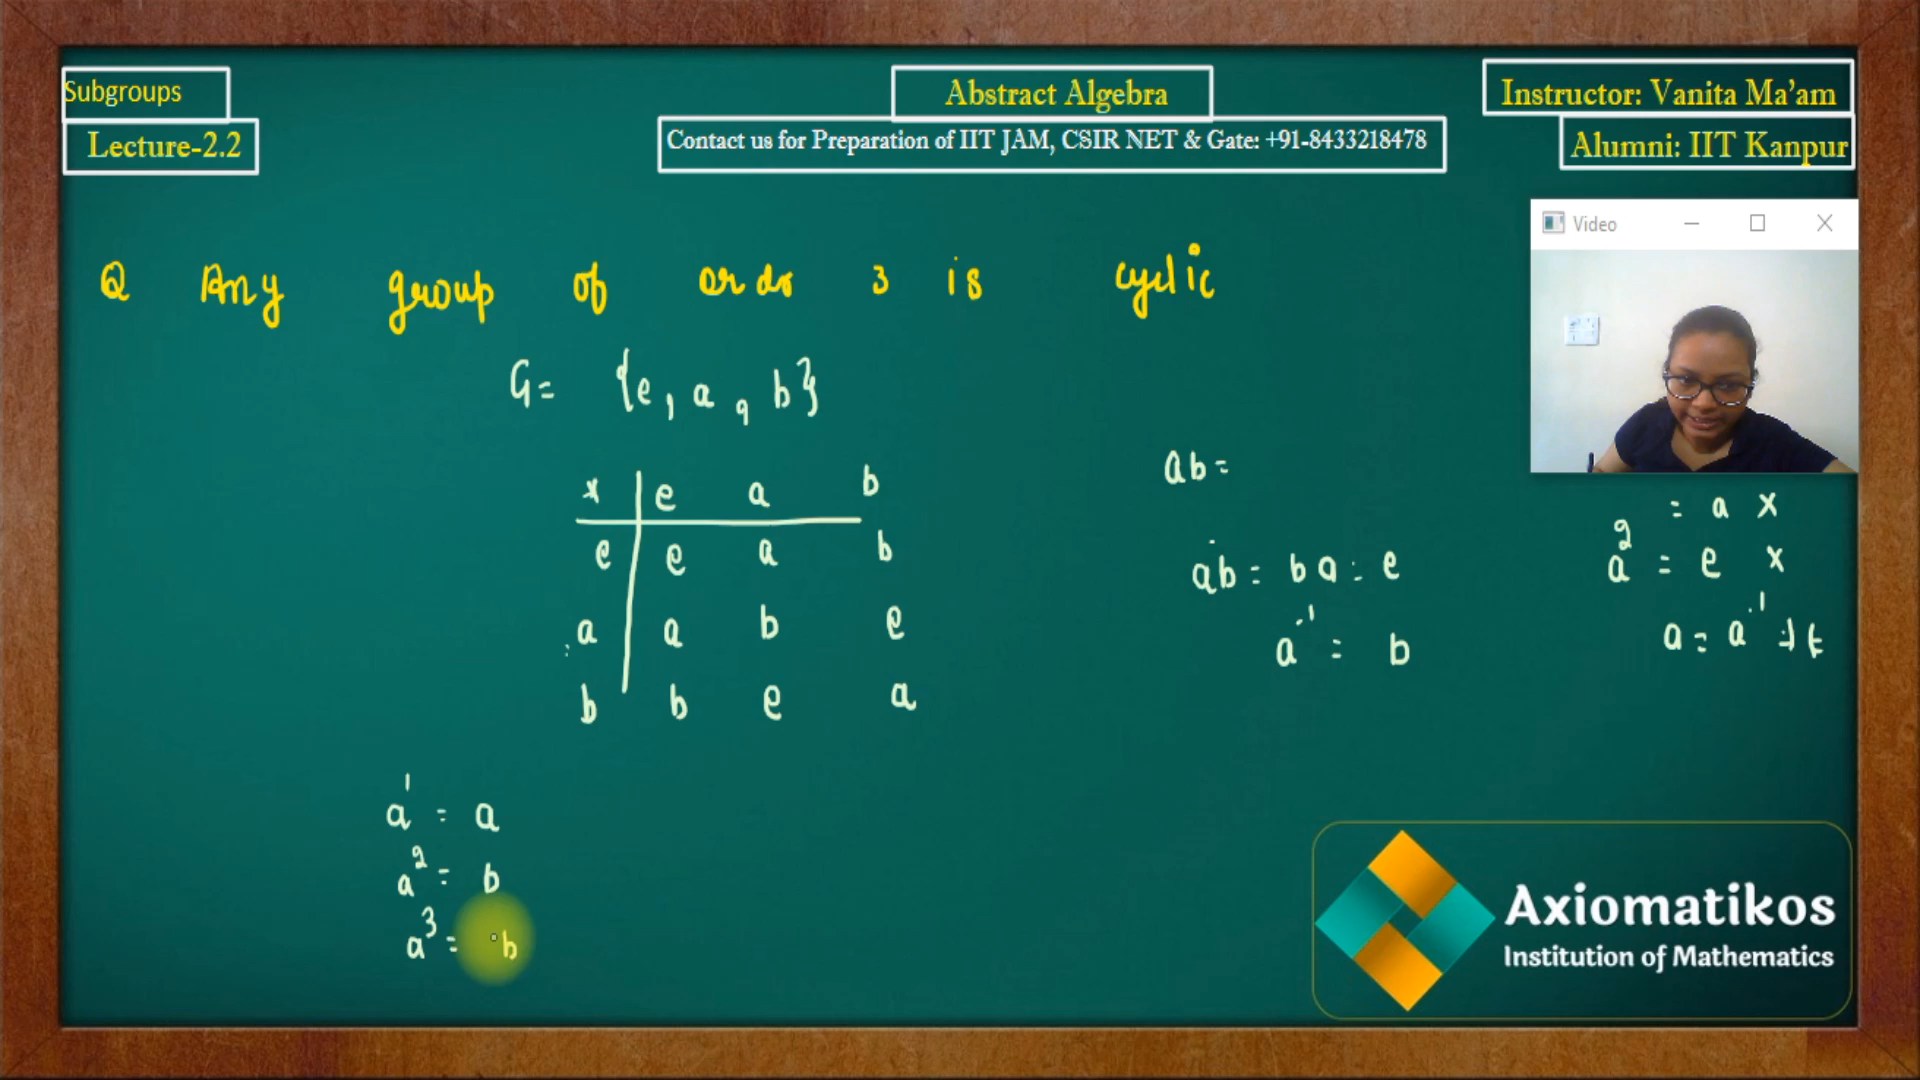 Subgroups
Lecture-2.2
Abstract Algebra
Contact us for Preparation of IIT JAM, CSIR NET & Gate: +91-8433218478
Instructor: Vanita Ma'am
Alumni: IIT Kanpur
Video
Q Any group of order 3 is cyclic
G = {e, a, b}
* e a b
e e a b
a a b e
b b e a
ab =
ab = ba = e
a⁻¹ = b
= a x
a² = e x
a = a⁻¹
a¹ = a
a² = b
a³ = b
Axiomatikos
Institution of Mathematics